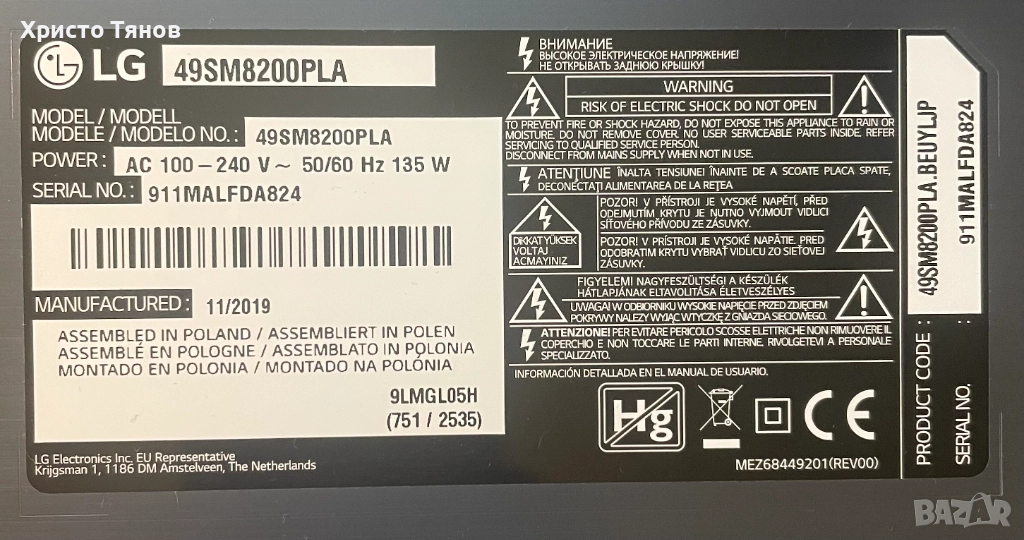 Христо Тянов
LG 49SM8200PLA
MODEL / MODELL
MODELE / MODELO NO. : 49SM8200PLA
POWER : AC 100 – 240 V ~ 50/60 Hz 135 W
SERIAL NO. : 911MALFDA824
MANUFACTURED : 11/2019
ASSEMBLED IN POLAND / ASSEMBLIERT IN POLEN
ASSEMBLÉ EN POLOGNE / ASSEMBLATO IN POLONIA
MONTADO EN POLONIA / MONTADO NA POLÓNIA
9LMGL05H
(751 / 2535)
LG Electronics Inc. EU Representative
Krijgsman 1, 1186 DM Amstelveen, The Netherlands
ВНИМАНИЕ
ВЫСОКОЕ ЭЛЕКТРИЧЕСКОЕ НАПРЯЖЕНИЕ!
НЕ ОТКРЫВАТЬ ЗАДНЮЮ КРЫШКУ!
WARNING
RISK OF ELECTRIC SHOCK DO NOT OPEN
TO PREVENT FIRE OR SHOCK HAZARD, DO NOT EXPOSE THIS APPLIANCE TO RAIN OR
MOISTURE. DO NOT REMOVE COVER. NO USER SERVICEABLE PARTS INSIDE. REFER
SERVICING TO QUALIFIED SERVICE PERSON.
DISCONNECT FROM MAINS SUPPLY WHEN NOT IN USE.
ATENŢIUNE ÎNALTA TENSIUNE! ÎNAINTE DE A SCOATE PLACA SPATE,
DECONECTAŢI ALIMENTAREA DE LA REŢEA
DIKKAT YÜKSEK
VOLTAJ
ACMAYINIZ
POZOR! V PŘÍSTROJI JE VYSOKÉ NAPĚTÍ, PŘED
ODEJMUTÍM KRYTU JE NUTNO VYJMOUT VIDLICI
SÍŤOVÉHO PŘÍVODU ZE ZÁSUVKY.
POZOR! V PRÍSTROJI JE VYSOKÉ NAPÄTIE. PRED
ODOBRATIM KRYTU VYBRAŤ VIDLICU ZO SIEŤOVEJ
ZÁSUVKY.
FIGYELEM! NAGYFESZÜLTSÉG! A KÉSZÜLÉK
HÁTLAPJÁNAK ELTAVOLÍTÁSA ÉLETVESZÉLYES
UWAGA! W ODBIORNIKU WYSOKIE NAPIĘCIE PRZED ZDJĘCIEM
POKRYWY NALEŻY WYJĄĆ WTYCZKĘ Z GNIAZDA SIECIOWEGO.
ATTENZIONE! PER EVITARE PERICOLO SCOSSE ELETTRICHE NON RIMUOVERE IL
COPERCHIO E NON TOCCARE LE PARTI INTERNE. RIVOLGETEVI A PERSONALE
SPECIALIZZATO.
INFORMACIÓN DETALLADA EN EL MANUAL DE USUARIO.
Hg
CE
MEZ68449201(REV00)
PRODUCT CODE : 49SM8200PLA.BEUYLJP
SERIAL NO. : 911MALFDA824
BAZAR